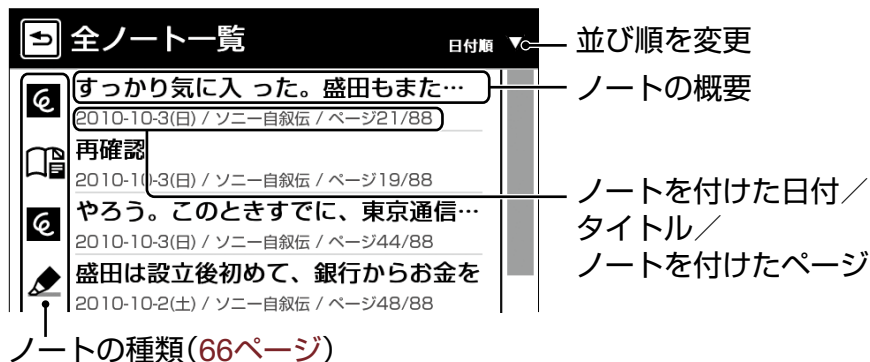 全ノート一覧
日付順 ▼
並び順を変更
すっかり気に入 った。盛田もまた…
ノートの概要
2010-10-3(日) / ソニー自叙伝 / ページ21/88
再確認
2010-10-3(日) / ソニー自叙伝 / ページ19/88
ノートを付けた日付／
タイトル／
ノートを付けたページ
やろう。このときすでに、東京通信…
2010-10-3(日) / ソニー自叙伝 / ページ44/88
盛田は設立後初めて、銀行からお金を
2010-10-2(土) / ソニー自叙伝 / ページ48/88
ノートの種類(66ページ)